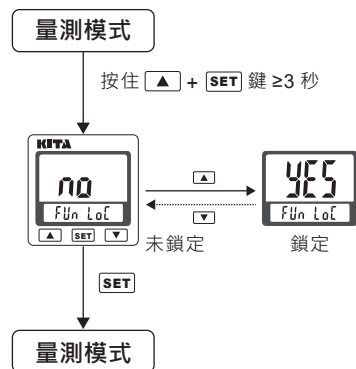 量測模式
按住 ▲ + SET 鍵 ≥3 秒
KITA
no
FUn LoC
▲ SET ▼
▲
▼
未鎖定
YES
FUn LoC
鎖定
SET
量測模式